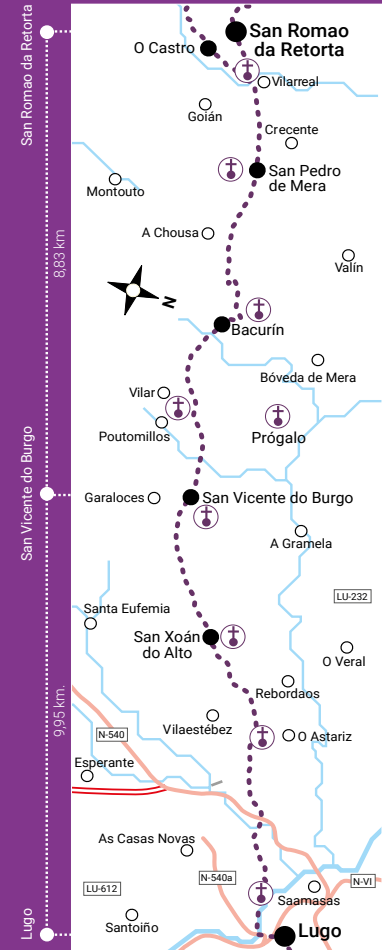 San Romao da Retorta
8,83 km
San Vicente do Burgo
9,95 km.
Lugo
San Romao
da Retorta
O Castro
Vilarreal
Goián
Crecente
San Pedro
de Mera
Montouto
A Chousa
Valín
N
Bacurín
Bóveda de Mera
Vilar
Poutomillos
Prógalo
Garaloces
San Vicente do Burgo
A Gramela
LU-232
Santa Eufemia
San Xoán
do Alto
O Veral
Rebordaos
Vilaestébez
N-540
O Astariz
Esperante
As Casas Novas
N-540a
N-VI
LU-612
Saamasas
Santoiño
Lugo